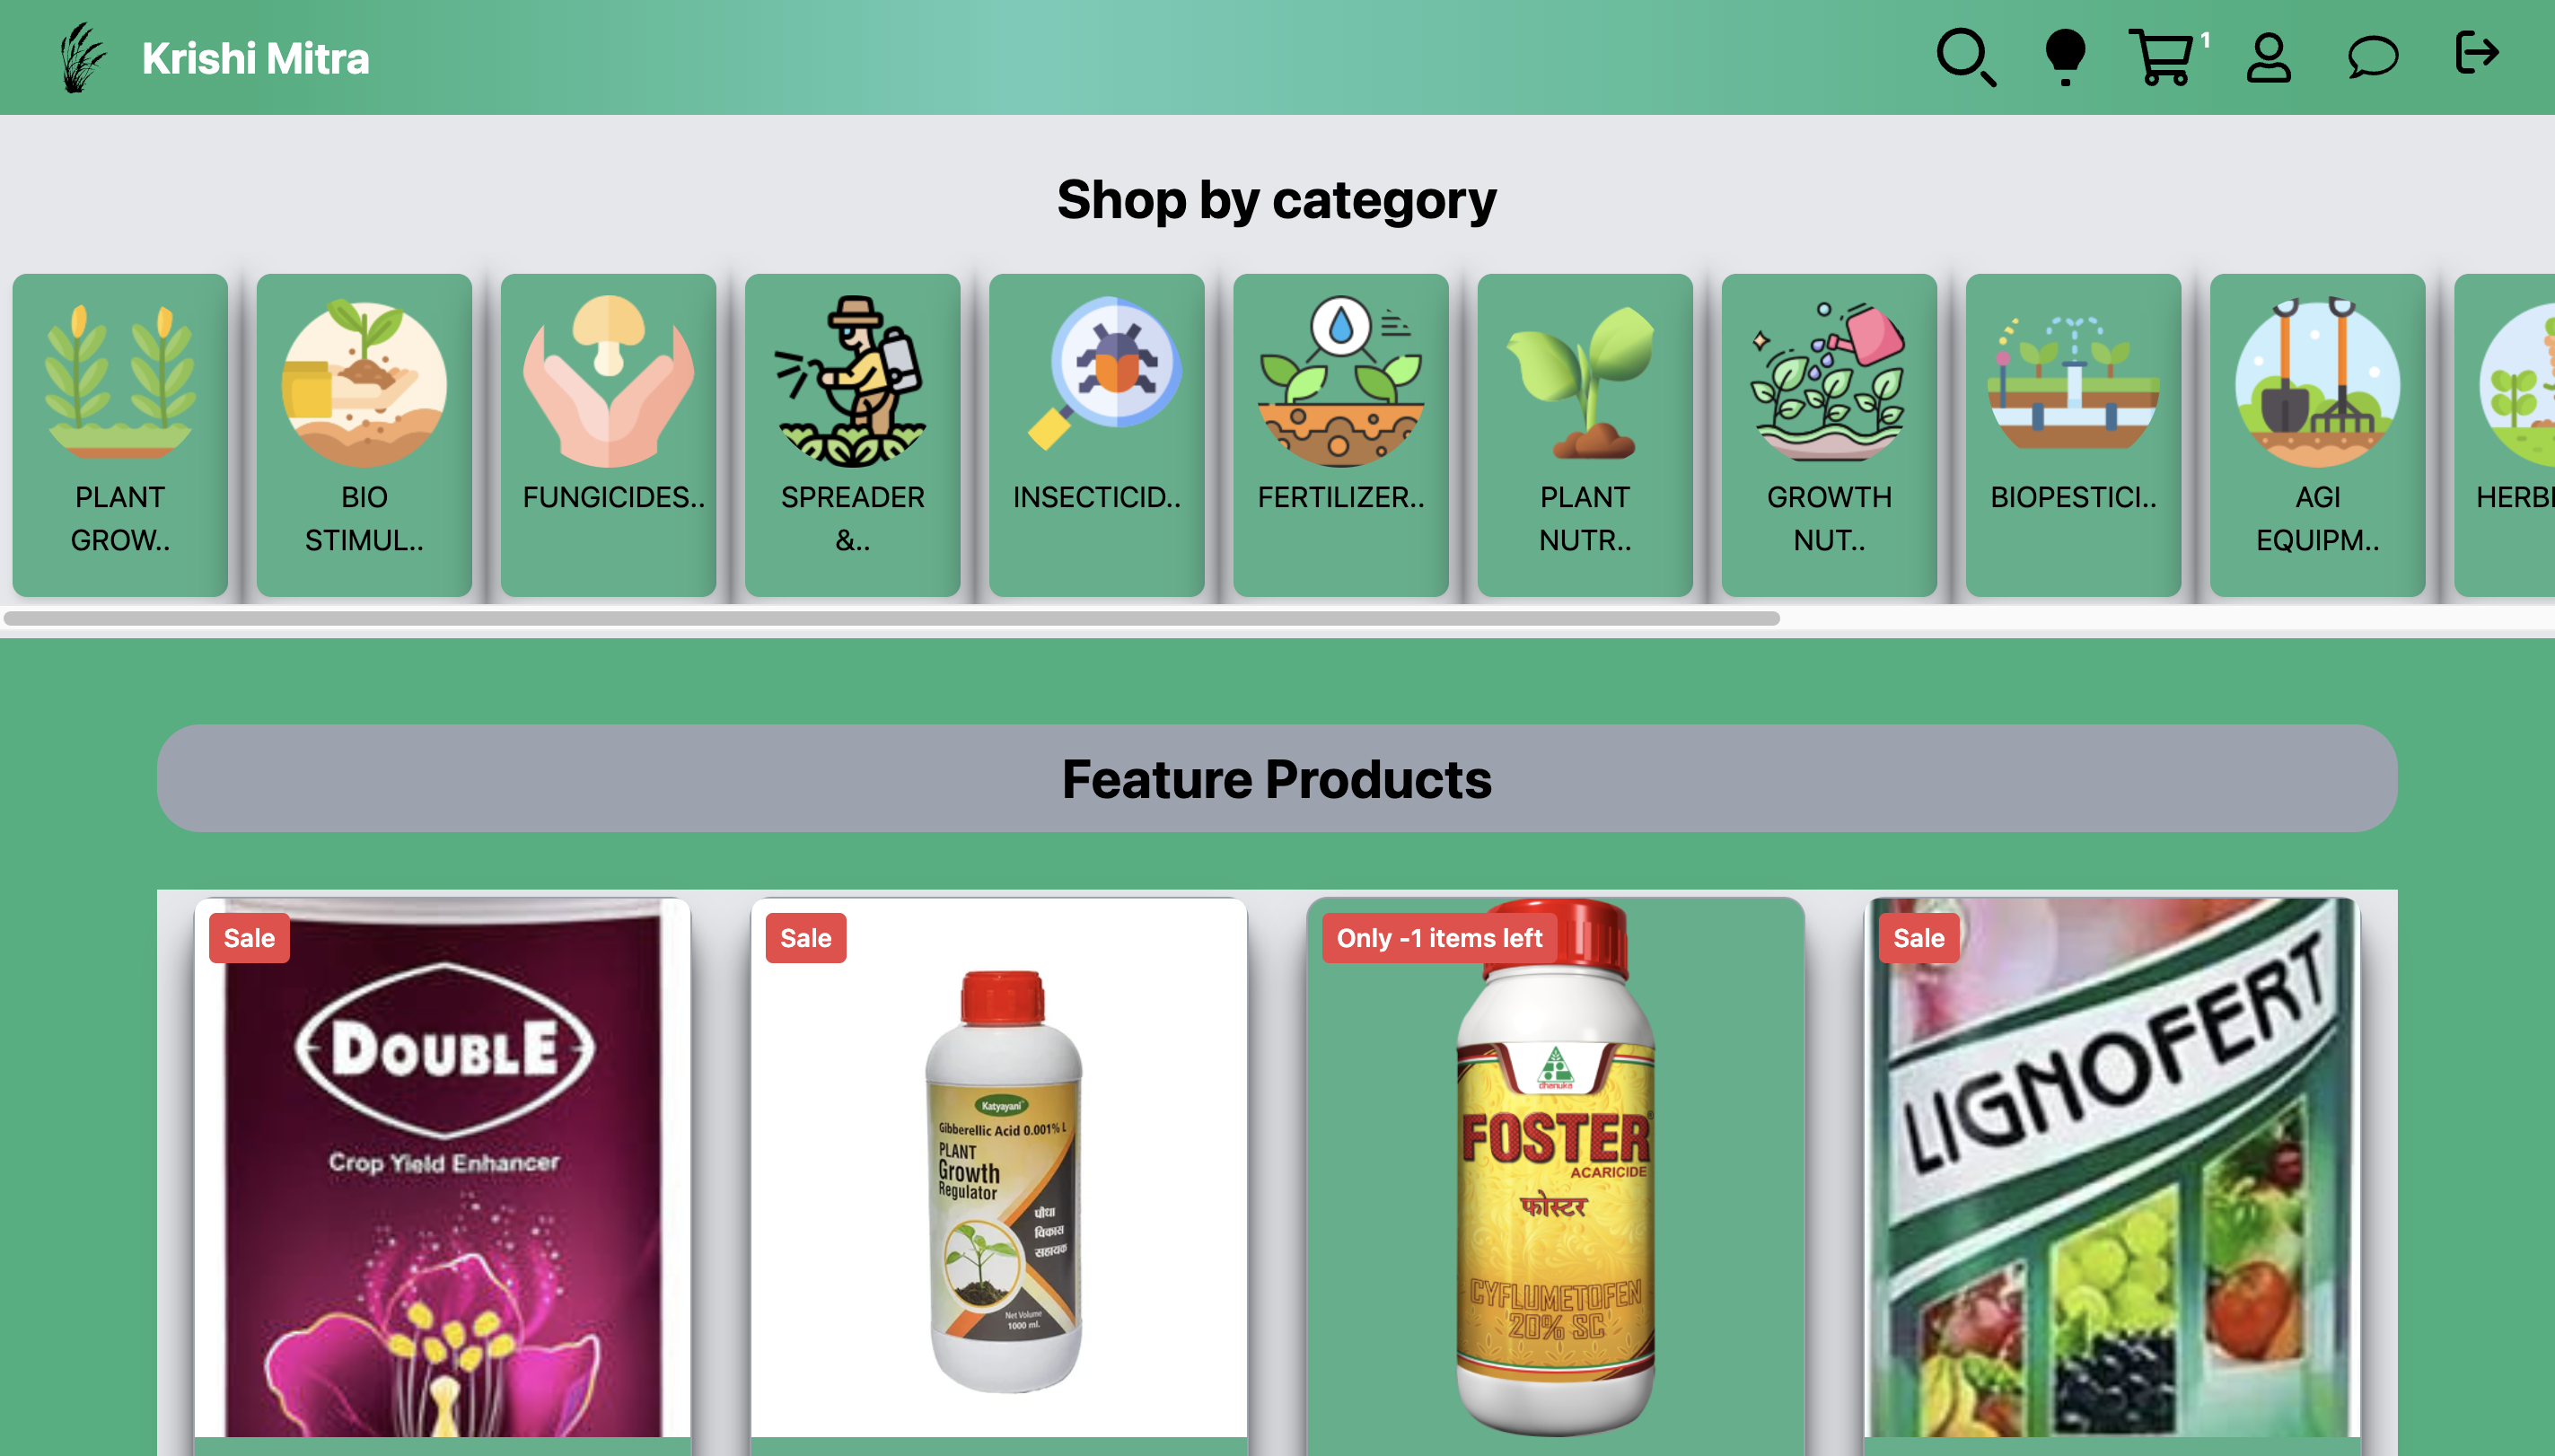 Krishi Mitra
1
Shop by category
PLANT
GROW..
BIO
STIMUL..
FUNGICIDES..
SPREADER
&..
INSECTICID..
FERTILIZER..
PLANT
NUTR..
GROWTH
NUT..
BIOPESTICI..
AGI
EQUIPM..
HERBI
Feature Products
Sale
DOUBLE
Crop Yield Enhancer
Sale
Katyayani
Gibberellic Acid 0.001% L
PLANT
Growth
Regulator
पौधा
विकास
सहायक
Net Volume
1000 ml.
Only -1 items left
dhanuka
FOSTER
ACARICIDE
फोस्टर
CYFLUMETOFEN
20% SC
Sale
LIGNOFERT